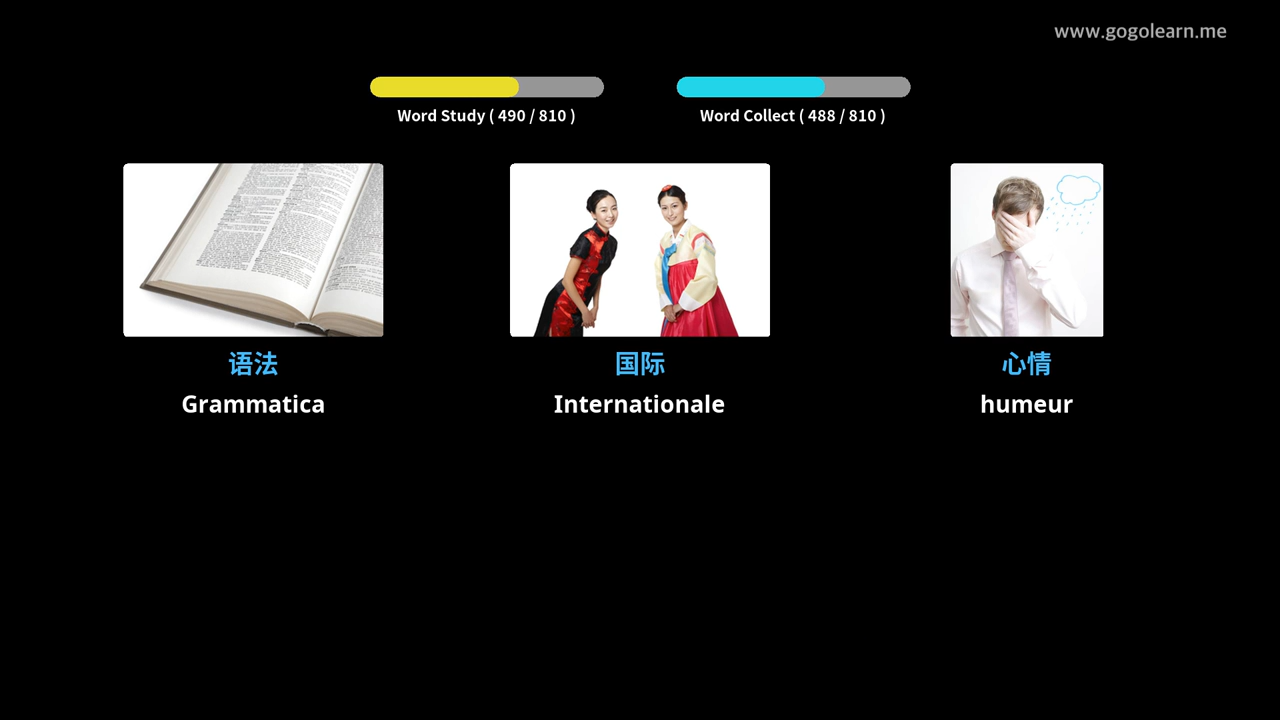 www.gogolearn.me
Word Study ( 490 / 810 )
Word Collect ( 488 / 810 )
语法
国际
心情
Grammatica
Internationale
humeur